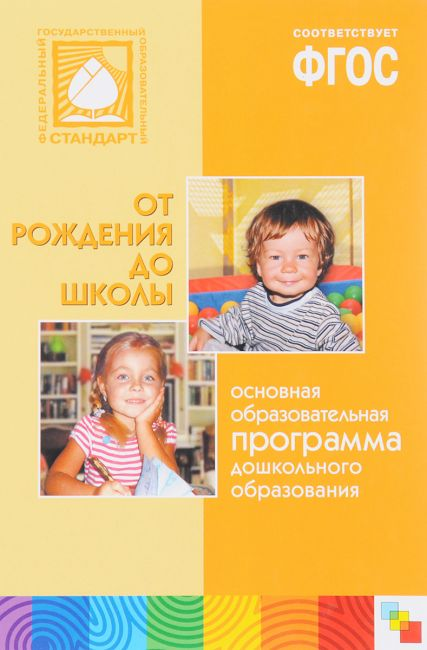 ФЕДЕРАЛЬНЫЙ
ГОСУДАРСТВЕННЫЙ
ОБРАЗОВАТЕЛЬНЫЙ
СТАНДАРТ
СООТВЕТСТВУЕТ
ФГОС
ОТ
РОЖДЕНИЯ
ДО
ШКОЛЫ
основная
образовательная
программа
дошкольного
образования